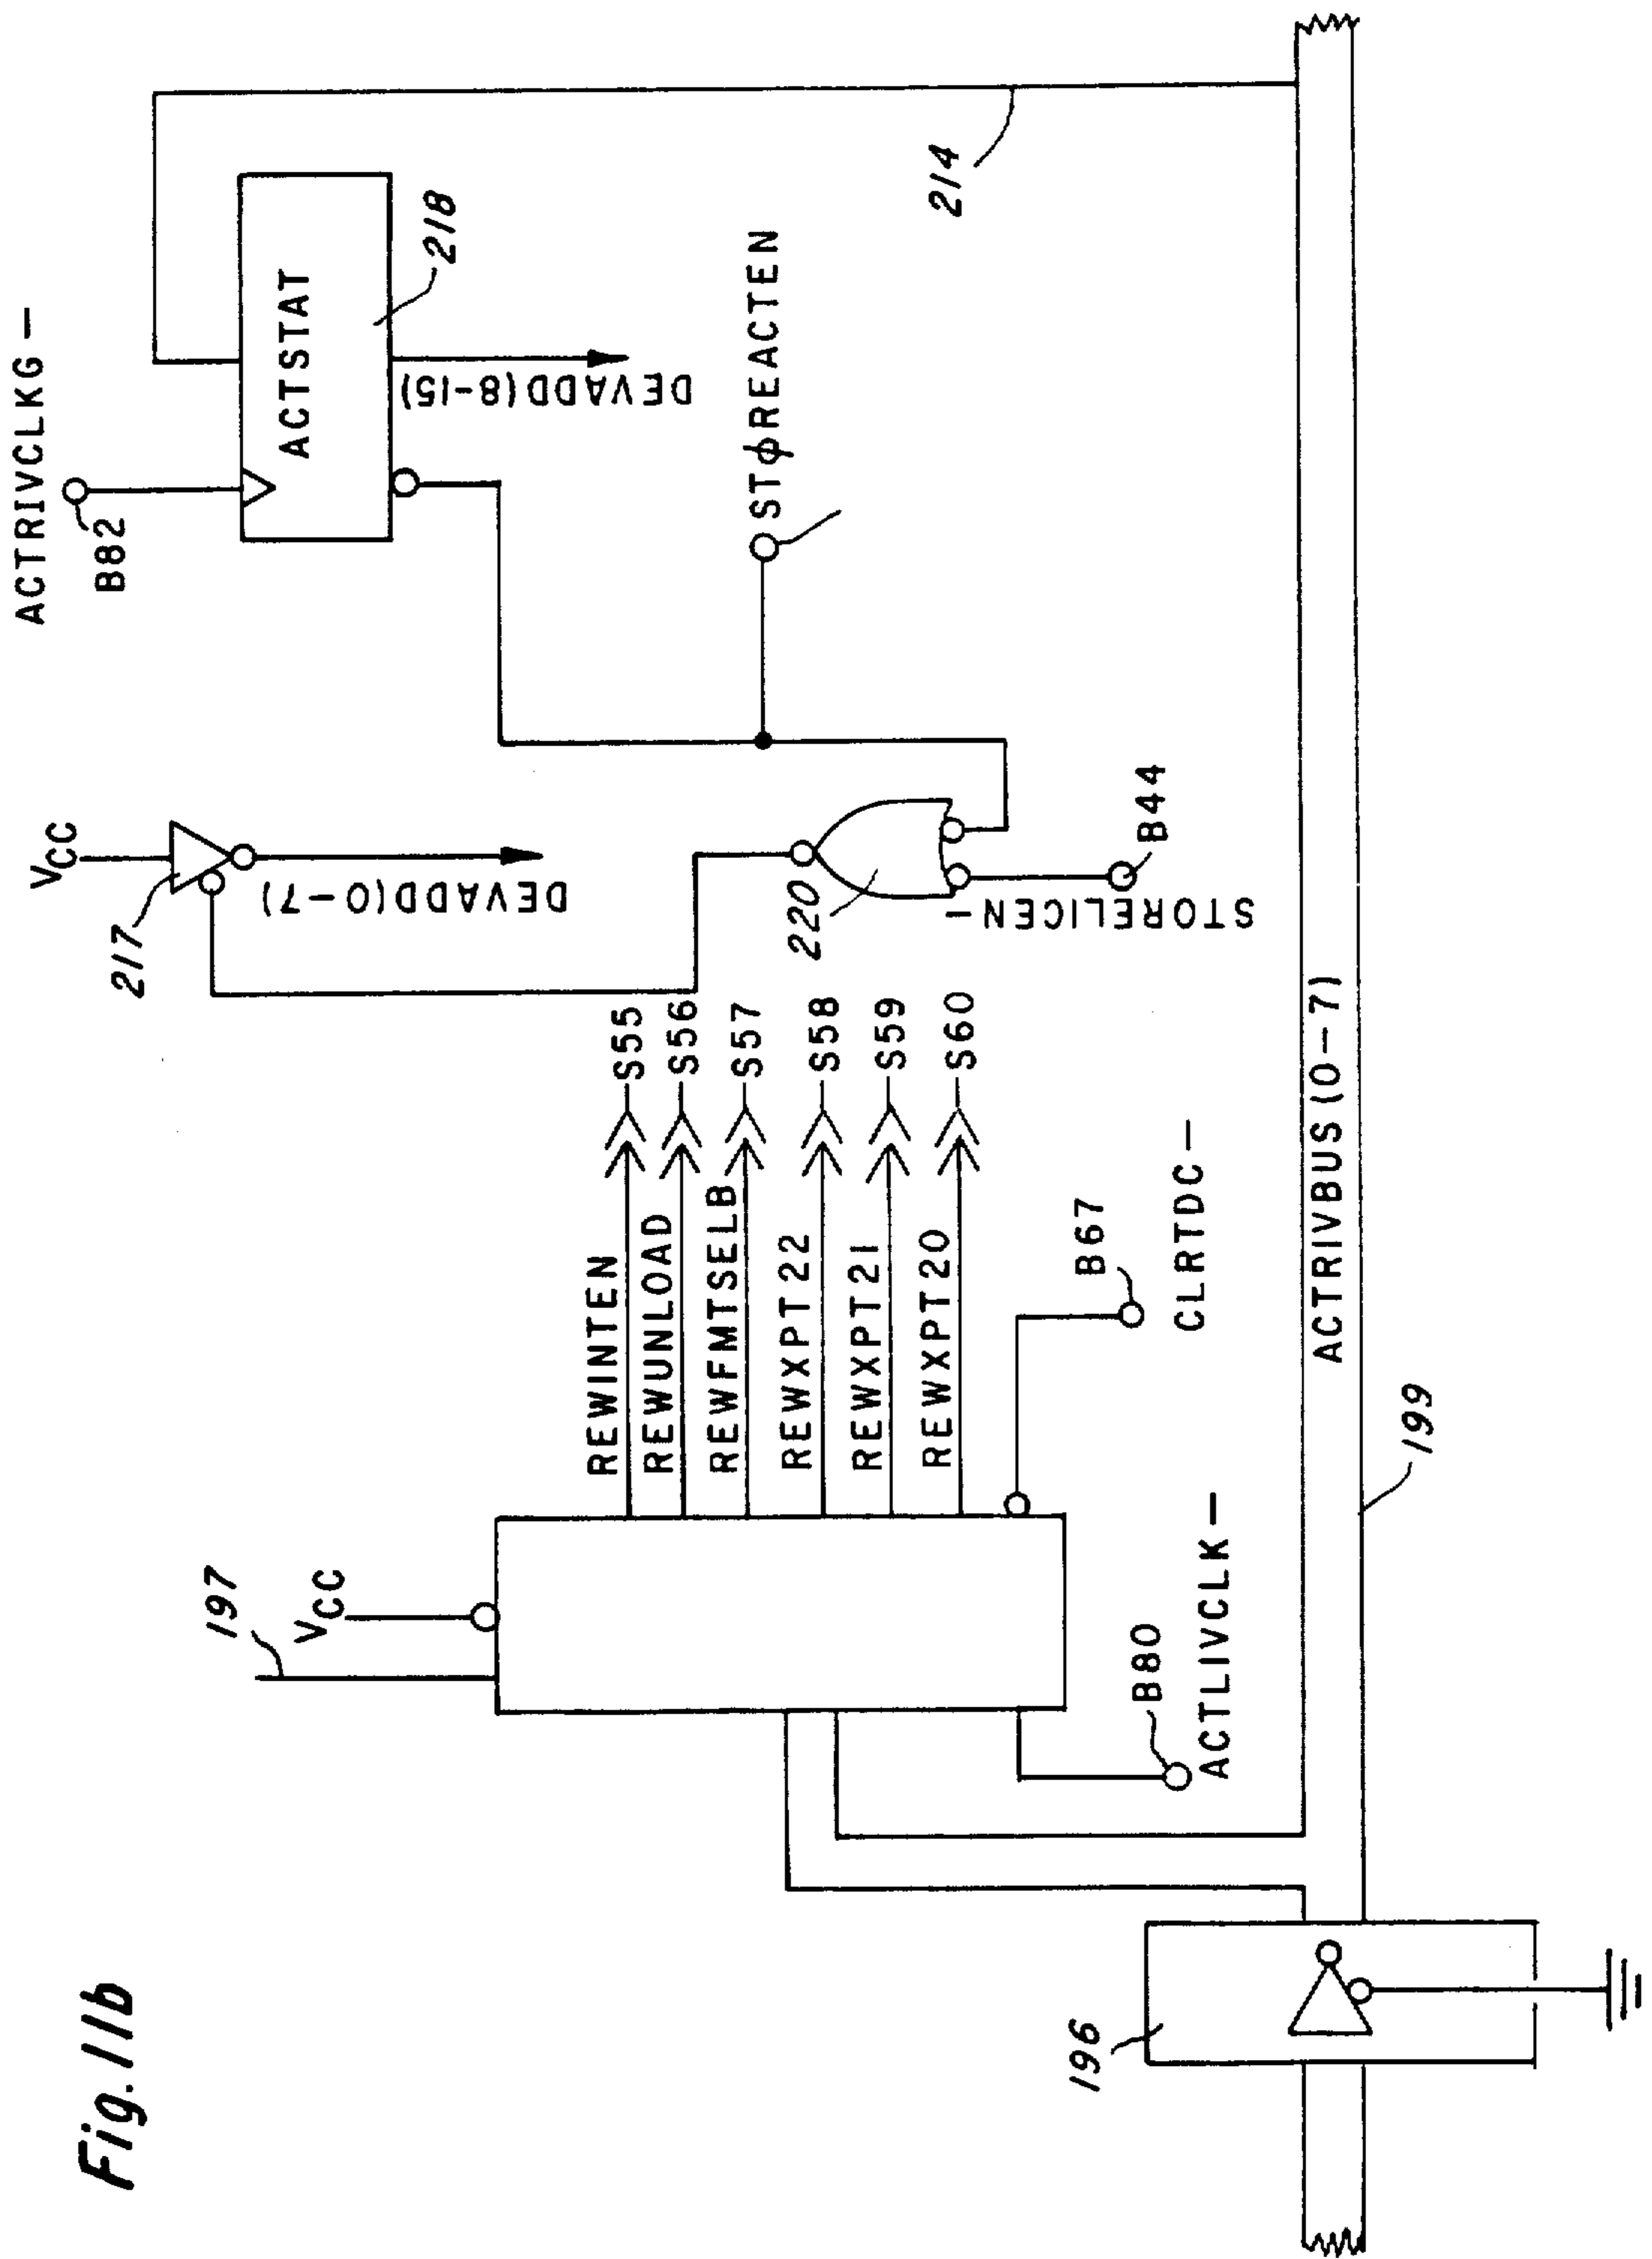 Fig. 11b
ACTRIVCLKG –
B82
ACTSTAT
218
DEVADD(8-15)
214
VCC
217
DEVADD(0-7)
STϕREACTEN
220
STORELICEN-
B44
197
VCC
REWINTEN
S55
REWUNLOAD
S56
REWFMTSELB
S57
REWXPT22
S58
REWXPT21
S59
REWXPT20
S60
B67
CLRTDC –
B80
ACTLIVCLK –
ACTRIVBUS (0-7)
199
196